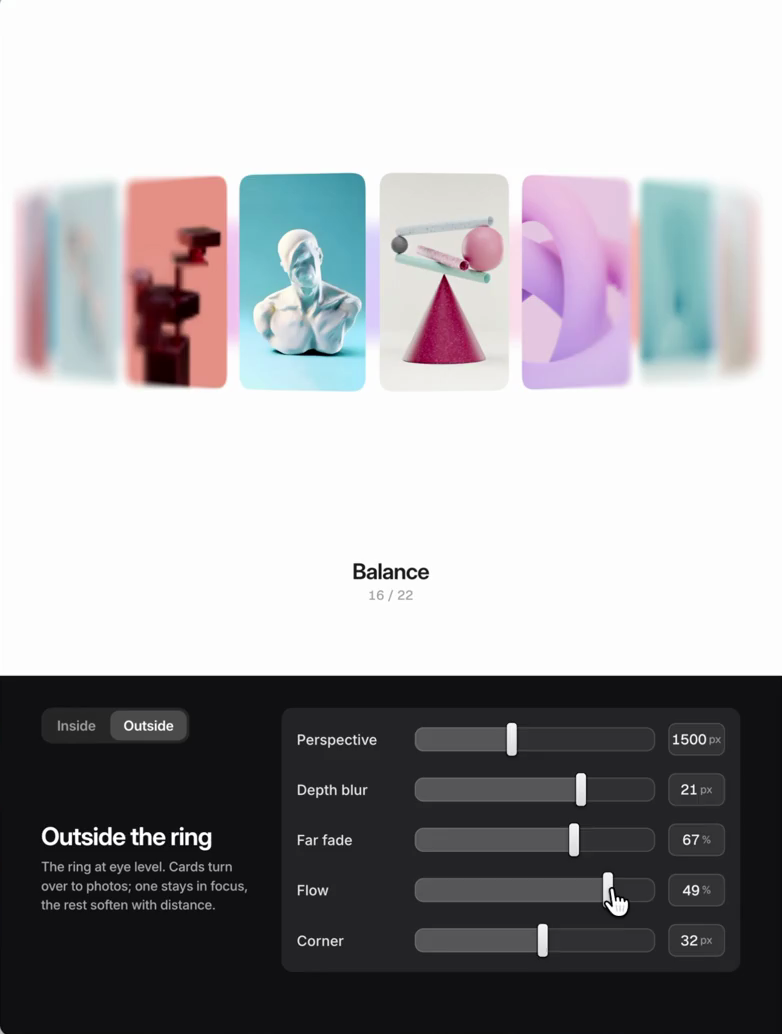 Balance
16 / 22
Inside Outside
Outside the ring
The ring at eye level. Cards turn
over to photos; one stays in focus,
the rest soften with distance.
Perspective 1500 px
Depth blur 21 px
Far fade 67 %
Flow 49 %
Corner 32 px